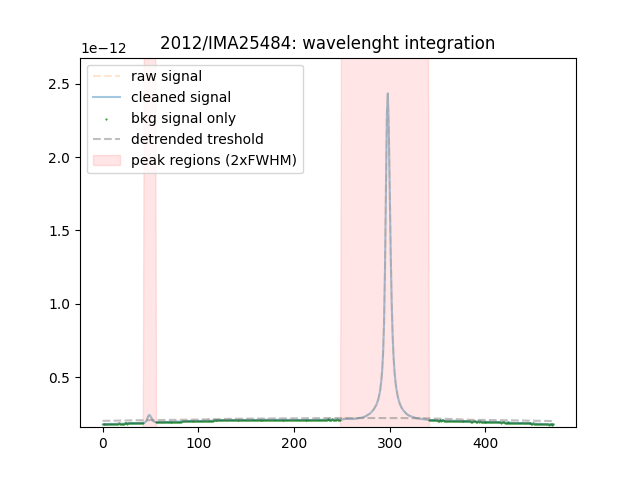 2012/IMA25484: wavelenght integration
1e−12
raw signal
cleaned signal
bkg signal only
detrended treshold
peak regions (2xFWHM)
2.5
2.0
1.5
1.0
0.5
0 100 200 300 400